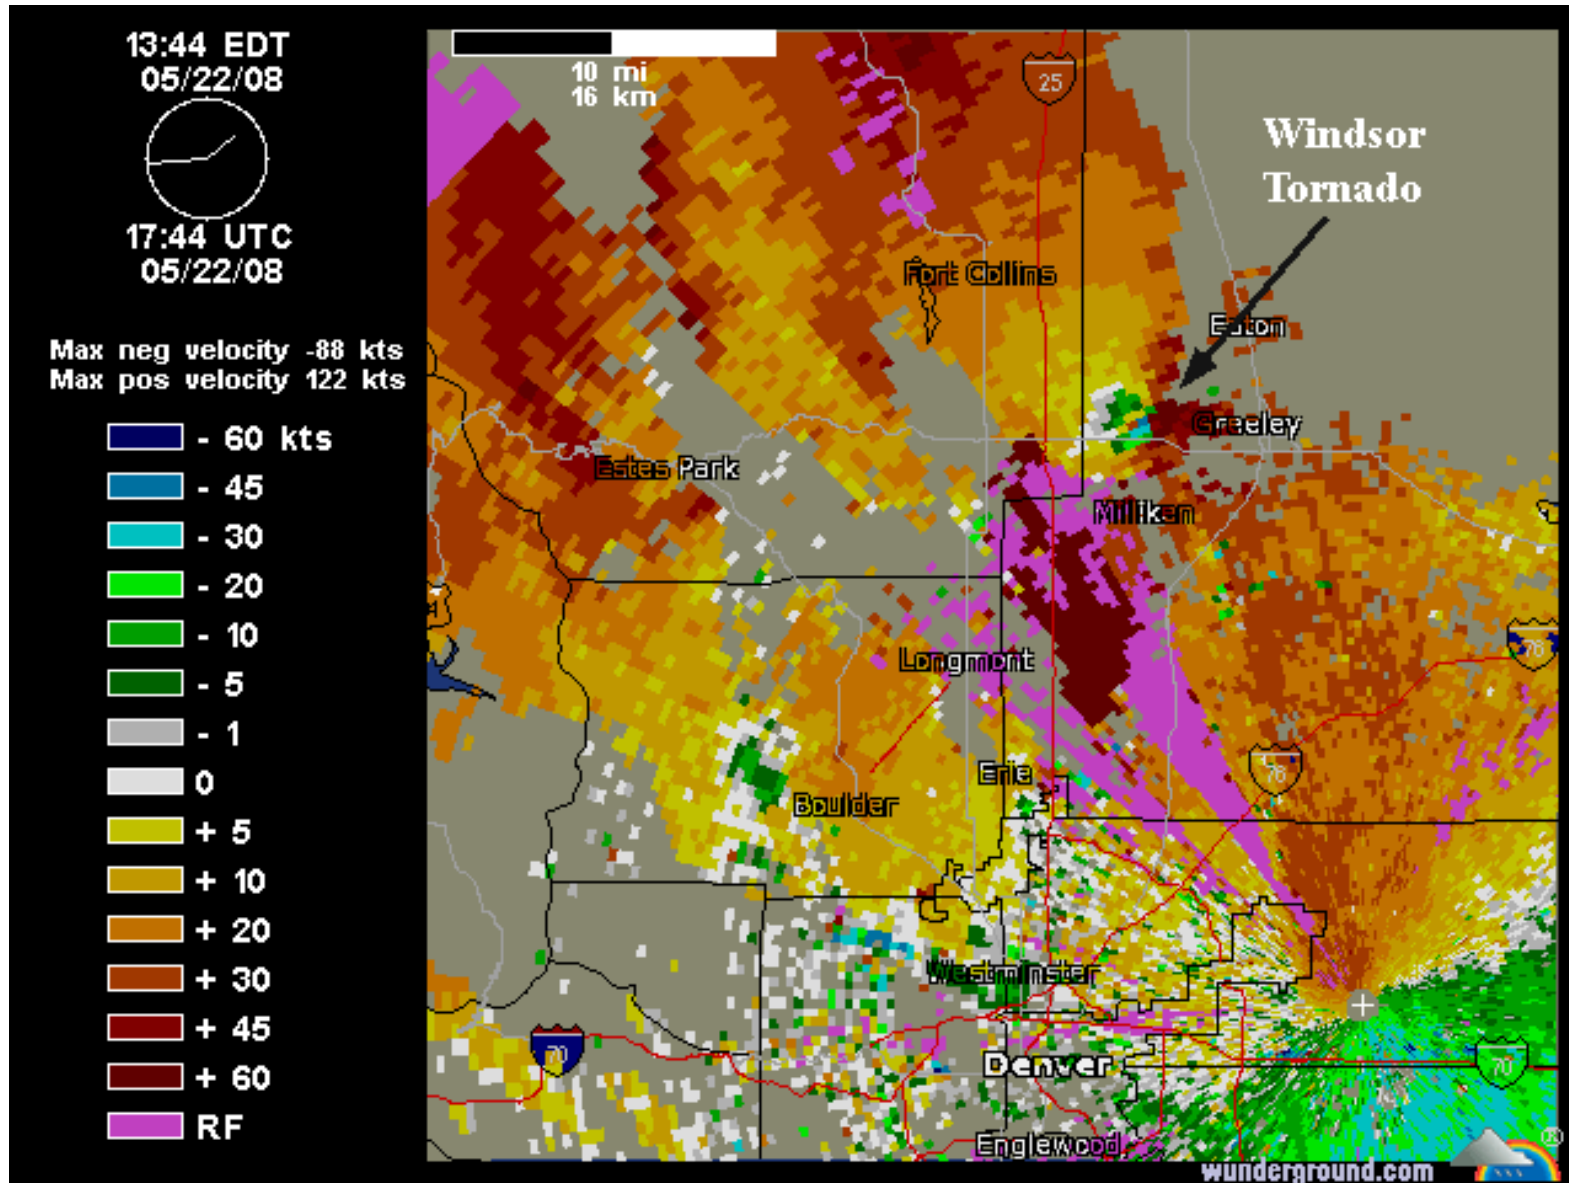 13:44 EDT
05/22/08
17:44 UTC
05/22/08
Max neg velocity -88 kts
Max pos velocity 122 kts
- 60 kts
- 45
- 30
- 20
- 10
- 5
- 1
0
+ 5
+ 10
+ 20
+ 30
+ 45
+ 60
RF
10 mi
16 km
25
Windsor
Tornado
Fort Collins
Eaton
Greeley
Estes Park
Milliken
76
Longmont
76
Erie
Boulder
Westminster
70
Denver
70
Englewood
wunderground.com
®